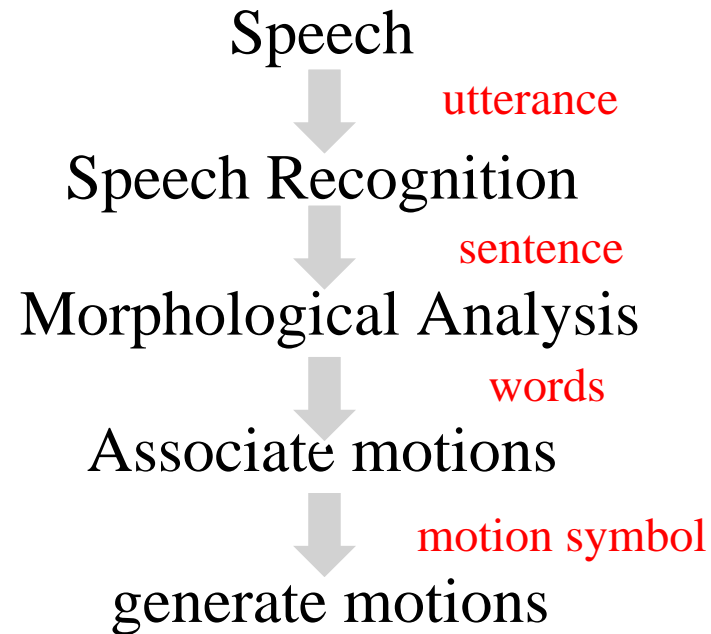 Speech
utterance
Speech Recognition
sentence
Morphological Analysis
words
Associate motions
motion symbol
generate motions